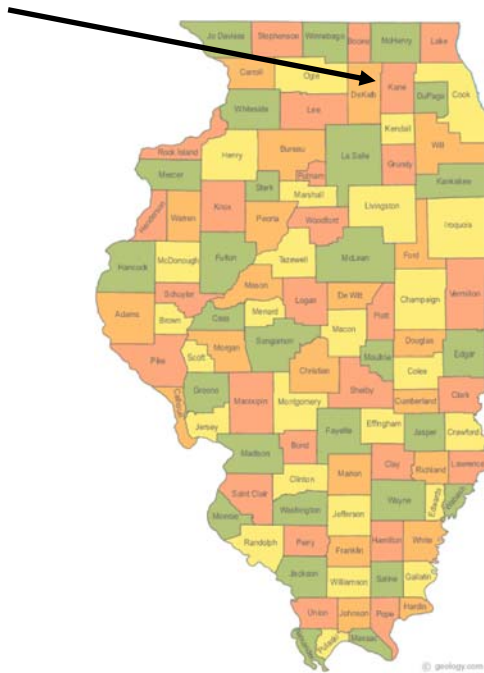 Jo Daviess Stephenson Winnebago Boone McHenry Lake
Carroll Ogle DeKalb Kane Cook
Whiteside Lee DuPage
Kendall Will
Rock Island Henry Bureau La Salle Grundy
Mercer Putnam Kankakee
Stark Marshall
Henderson Warren Knox Peoria Woodford Livingston Iroquois
Hancock McDonough Fulton Tazewell McLean Ford
Mason
Schuyler Logan De Witt Champaign Vermilion
Adams Brown Cass Menard Piatt
Macon
Pike Scott Morgan Sangamon Christian Moultrie Douglas Edgar
Coles
Calhoun Greene Macoupin Montgomery Shelby Cumberland Clark
Jersey Fayette Effingham Jasper Crawford
Madison Bond Clay Richland Lawrence
Clinton Marion
Saint Clair Washington Jefferson Wayne Edwards Wabash
Monroe
Randolph Perry Hamilton White
Franklin
Jackson Williamson Saline Gallatin
Union Johnson Pope Hardin
Pulaski Massac
© geology.com